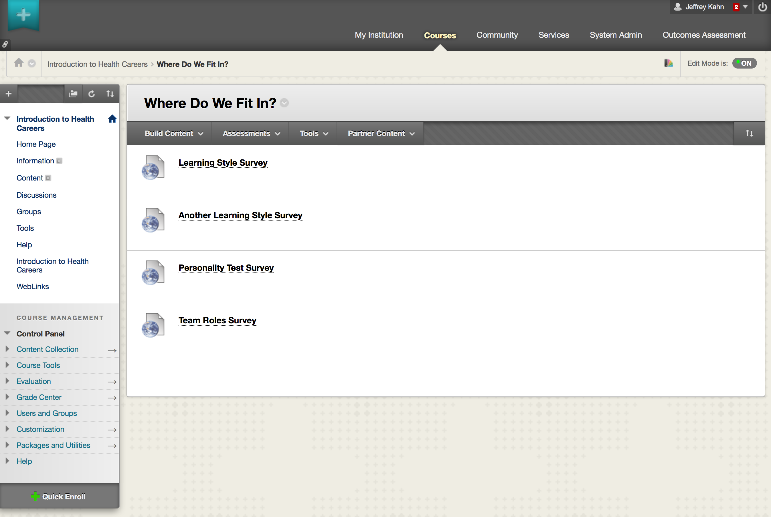 Jeffrey Kahn 2
My Institution Courses Community Services System Admin Outcomes Assessment
Introduction to Health Careers > Where Do We Fit In? Edit Mode is: ON
Introduction to Health
Careers
Home Page
Information
Content
Discussions
Groups
Tools
Help
Introduction to Health
Careers
WebLinks
COURSE MANAGEMENT
Control Panel
Content Collection
Course Tools
Evaluation
Grade Center
Users and Groups
Customization
Packages and Utilities
Help
Quick Enroll
Where Do We Fit In?
Build Content Assessments Tools Partner Content
Learning Style Survey
Another Learning Style Survey
Personality Test Survey
Team Roles Survey